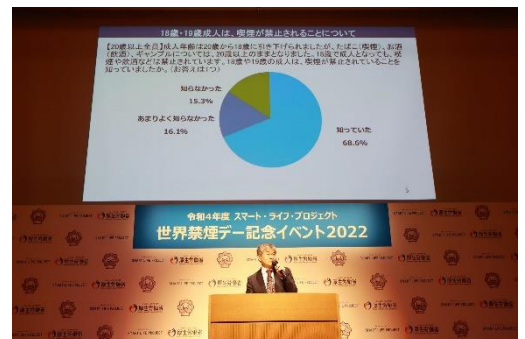 18歳・19歳成人は、喫煙が禁止されることについて
【20歳以上全員】成人年齢は20歳から18歳に引き下げられましたが、たばこ(喫煙)、お酒
(飲酒)、ギャンブルについては、20歳以上のままとなりました。18歳で成人となっても、喫
煙や飲酒などは禁止されています。18歳や19歳の成人は、喫煙が禁止されていることを
知っていましたか。(お答えは1つ)
知らなかった
15.3%
あまりよく知らなかった
16.1%
知っていた
68.6%
5
令和4年度 スマート・ライフ・プロジェクト
世界禁煙デー記念イベント2022
厚生労働省